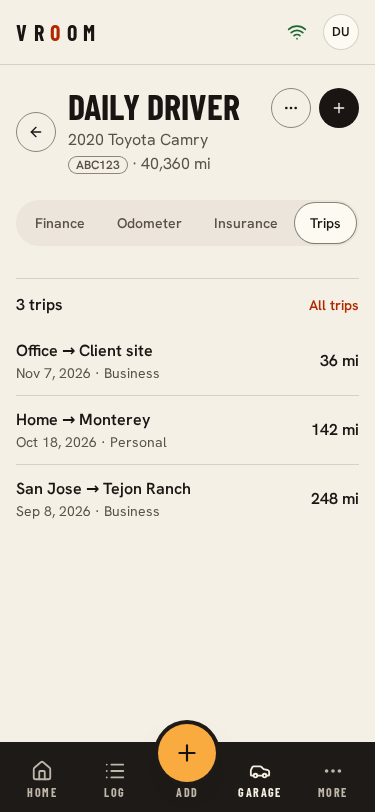 VROOM
DU
DAILY DRIVER
2020 Toyota Camry
ABC123 · 40,360 mi
Finance Odometer Insurance Trips
3 trips All trips
Office → Client site
36 mi
Nov 7, 2026 · Business
Home → Monterey
142 mi
Oct 18, 2026 · Personal
San Jose → Tejon Ranch
248 mi
Sep 8, 2026 · Business
HOME LOG ADD GARAGE MORE